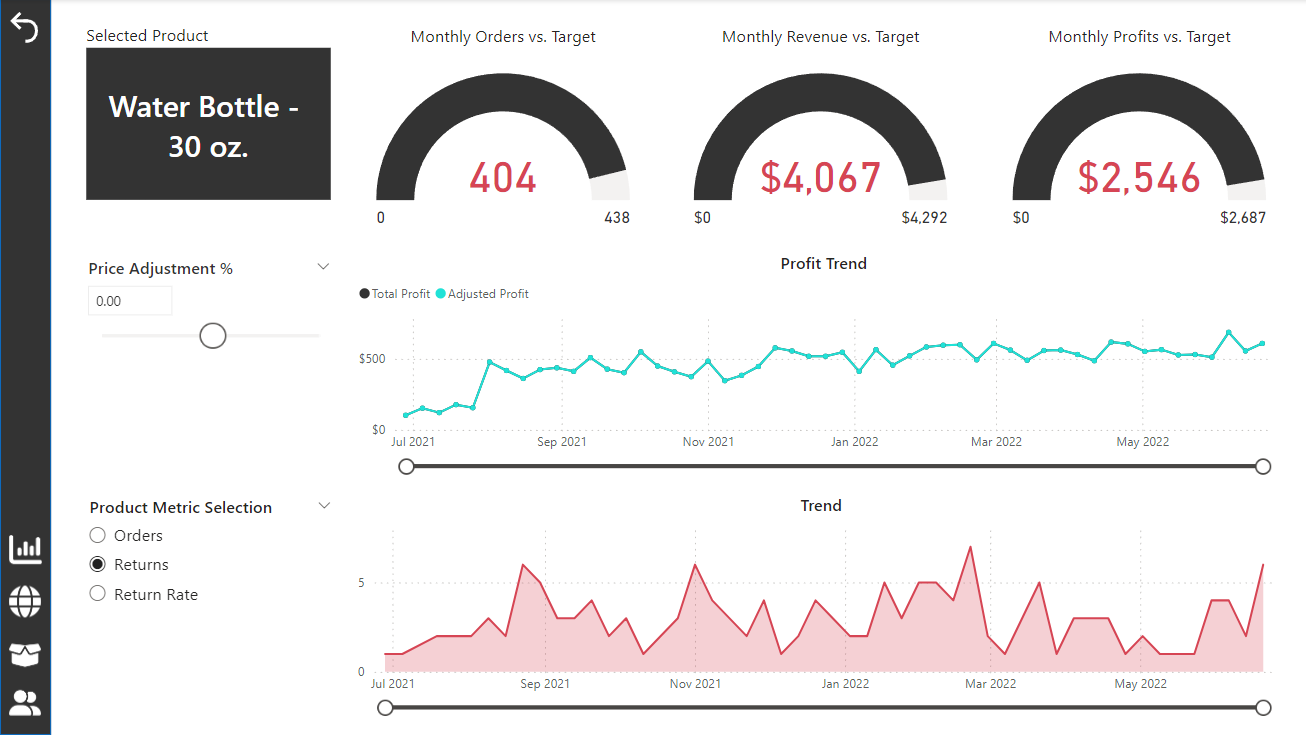 Selected Product
Water Bottle -
30 oz.
Monthly Orders vs. Target
404
0
438
Monthly Revenue vs. Target
$4,067
$0
$4,292
Monthly Profits vs. Target
$2,546
$0
$2,687
Price Adjustment %
0.00
Profit Trend
Total Profit
Adjusted Profit
$500
$0
Jul 2021
Sep 2021
Nov 2021
Jan 2022
Mar 2022
May 2022
Product Metric Selection
Orders
Returns
Return Rate
Trend
5
0
Jul 2021
Sep 2021
Nov 2021
Jan 2022
Mar 2022
May 2022